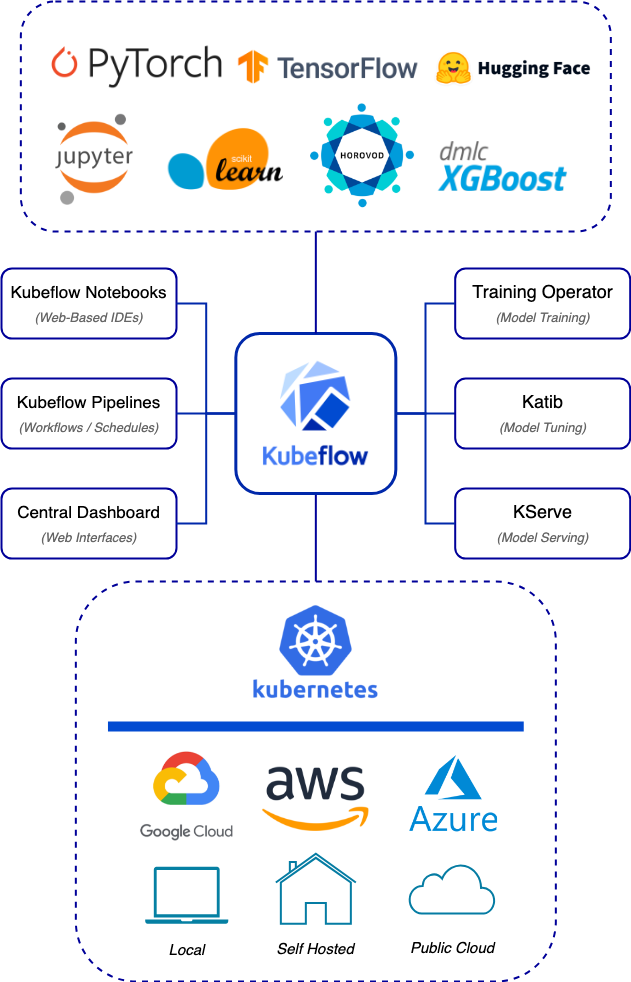 PyTorch
TensorFlow
Hugging Face
jupyter
scikit
learn
HOROVOD
dmlc
XGBoost
Kubeflow Notebooks
(Web-Based IDEs)
Training Operator
(Model Training)
Kubeflow Pipelines
(Workflows / Schedules)
Kubeflow
Katib
(Model Tuning)
Central Dashboard
(Web Interfaces)
KServe
(Model Serving)
kubernetes
Google Cloud
aws
Azure
Local
Self Hosted
Public Cloud